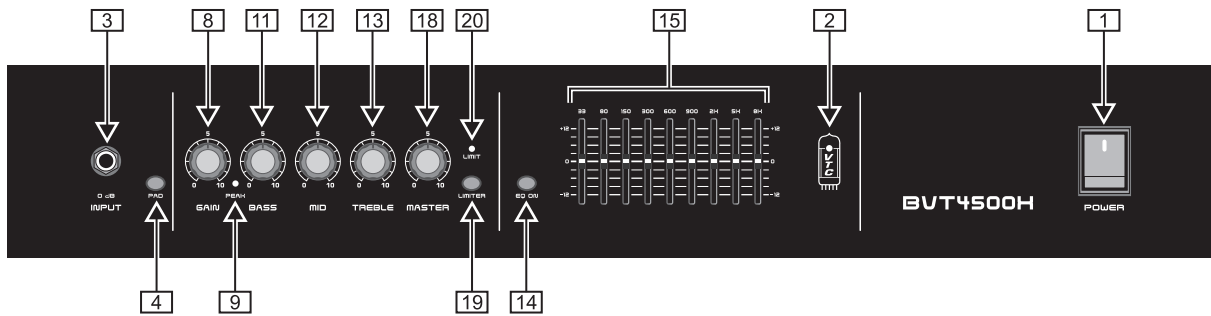 3 8 11 12 13 18 20 15 2 1
33 80 150 300 600 900 2K 5K 8K
5 5 5 5 5 +12 +12
LIMIT VTC
0 0
0 10 0 10 0 10 0 10 0 10
0 dB PAD PEAK LIMITER EQ ON -12 -12
INPUT GAIN BASS MID TREBLE MASTER BVT4500H POWER
4 9 19 14